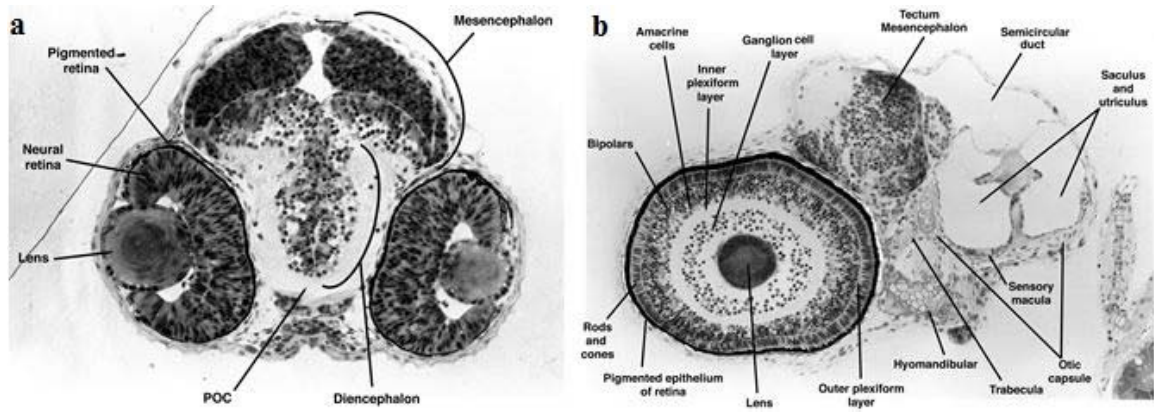 a
Mesencephalon
Pigmented
retina
Neural
retina
Lens
POC
Diencephalon
b
Amacrine
cells
Ganglion cell
layer
Tectum
Mesencephalon
Semicircular
duct
Inner
plexiform
layer
Saculus
and
utriculus
Bipolars
Rods
and
cones
Pigmented epithelium
of retina
Lens
Outer plexiform
layer
Hyomandibular
Trabecula
Sensory
macula
Otic
capsule